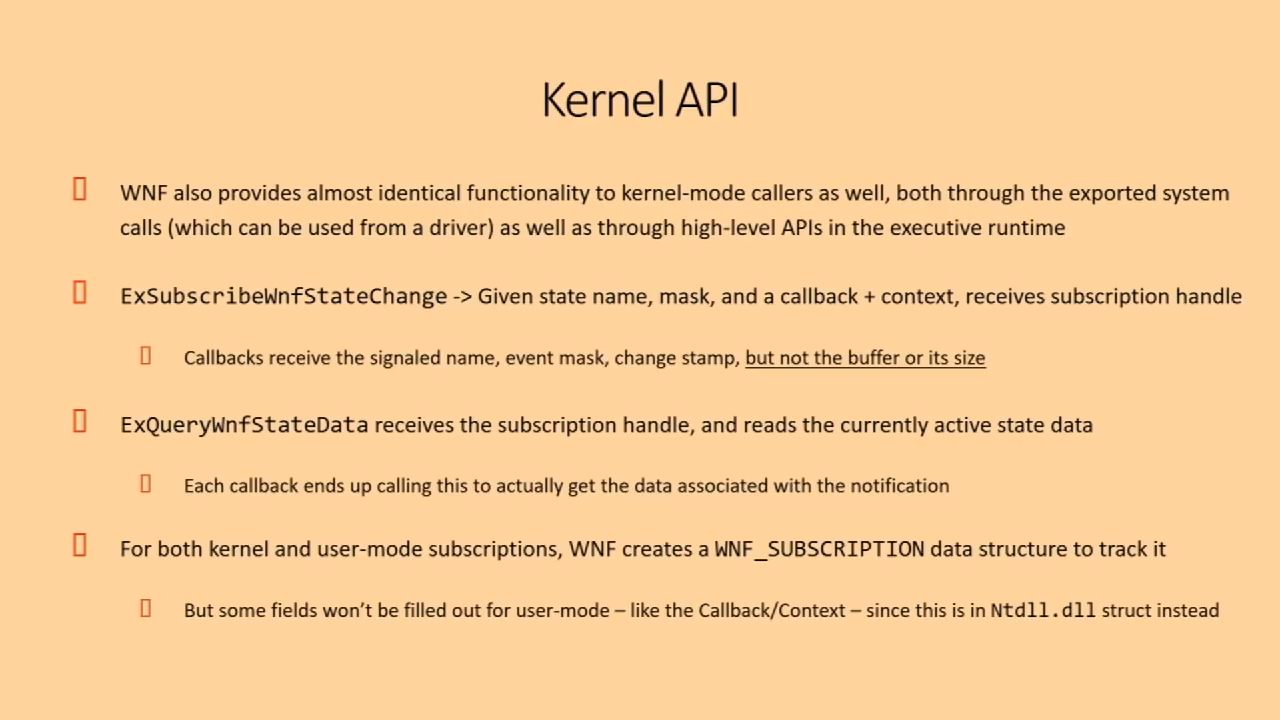 Kernel API
WNF also provides almost identical functionality to kernel-mode callers as well, both through the exported system
calls (which can be used from a driver) as well as through high-level APIs in the executive runtime
ExSubscribeWnfStateChange -> Given state name, mask, and a callback + context, receives subscription handle
Callbacks receive the signaled name, event mask, change stamp, but not the buffer or its size
ExQueryWnfStateData receives the subscription handle, and reads the currently active state data
Each callback ends up calling this to actually get the data associated with the notification
For both kernel and user-mode subscriptions, WNF creates a WNF_SUBSCRIPTION data structure to track it
But some fields won’t be filled out for user-mode – like the Callback/Context – since this is in Ntdll.dll struct instead